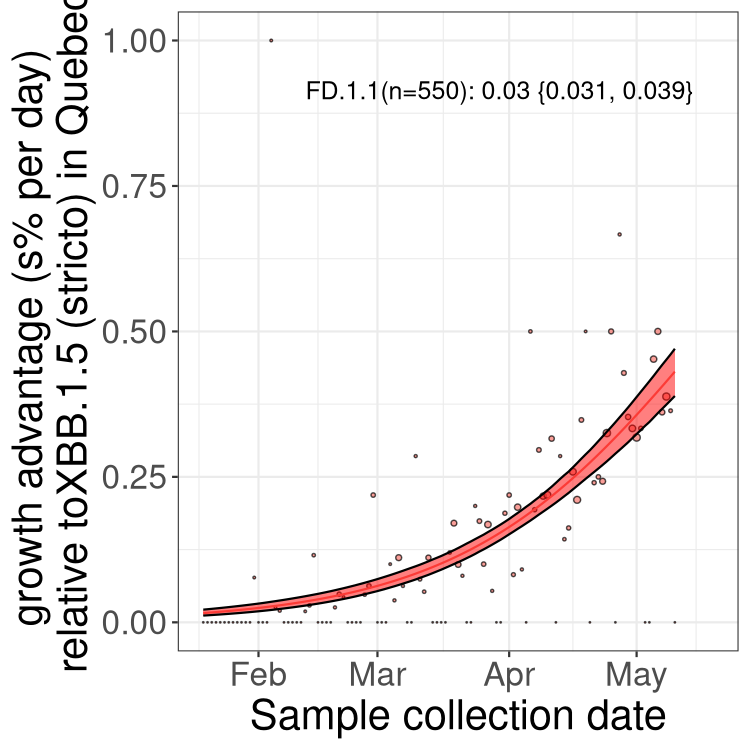 growth advantage (s% per day)
relative toXBB.1.5 (stricto) in Quebec
1.00
FD.1.1(n=550): 0.03 {0.031, 0.039}
0.75
0.50
0.25
0.00
Feb Mar Apr May
Sample collection date